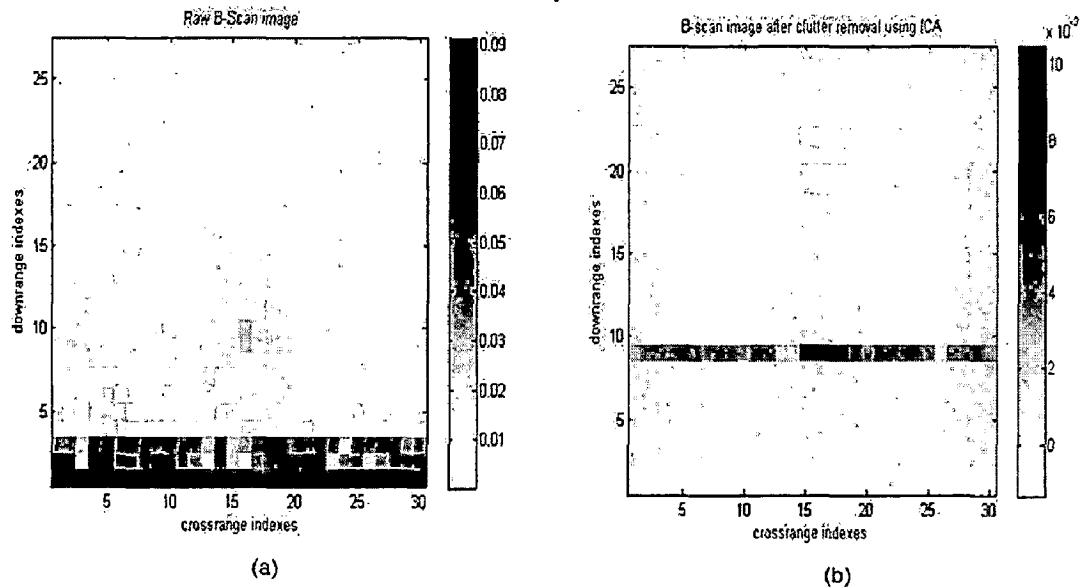 Raw B-Scan image
downrange indexes
25
20
15
10
5
5 10 15 20 25 30
crossrange indexes
0.09
0.08
0.07
0.06
0.05
0.04
0.03
0.02
0.01
(a)
B-scan image after clutter removal using ICA
downrange indexes
25
20
15
10
5
5 10 15 20 25 30
crossrange indexes
10
8
6
4
2
0
(b)